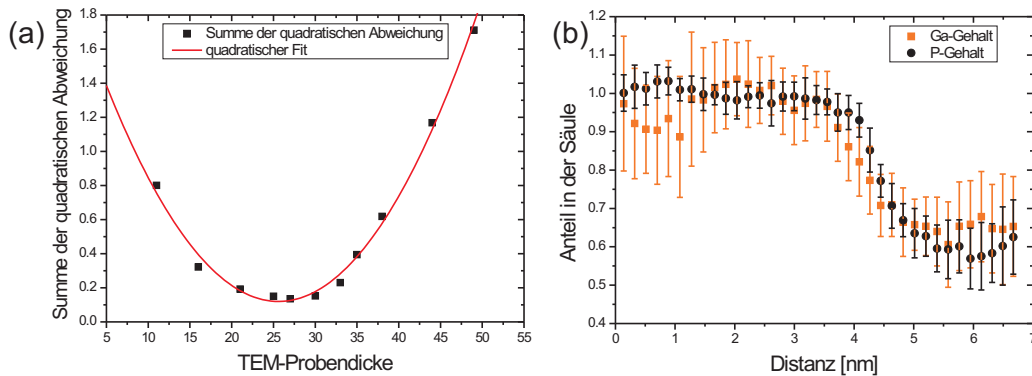 (a)
Summe der quadratischen Abweichung
1.8
1.6
1.4
1.2
1.0
0.8
0.6
0.4
0.2
0.0
5 10 15 20 25 30 35 40 45 50 55
TEM-Probendicke
Summe der quadratischen Abweichung
quadratischer Fit
(b)
Anteil in der Säule
1.2
1.1
1.0
0.9
0.8
0.7
0.6
0.5
0.4
0 1 2 3 4 5 6 7
Distanz [nm]
Ga-Gehalt
P-Gehalt